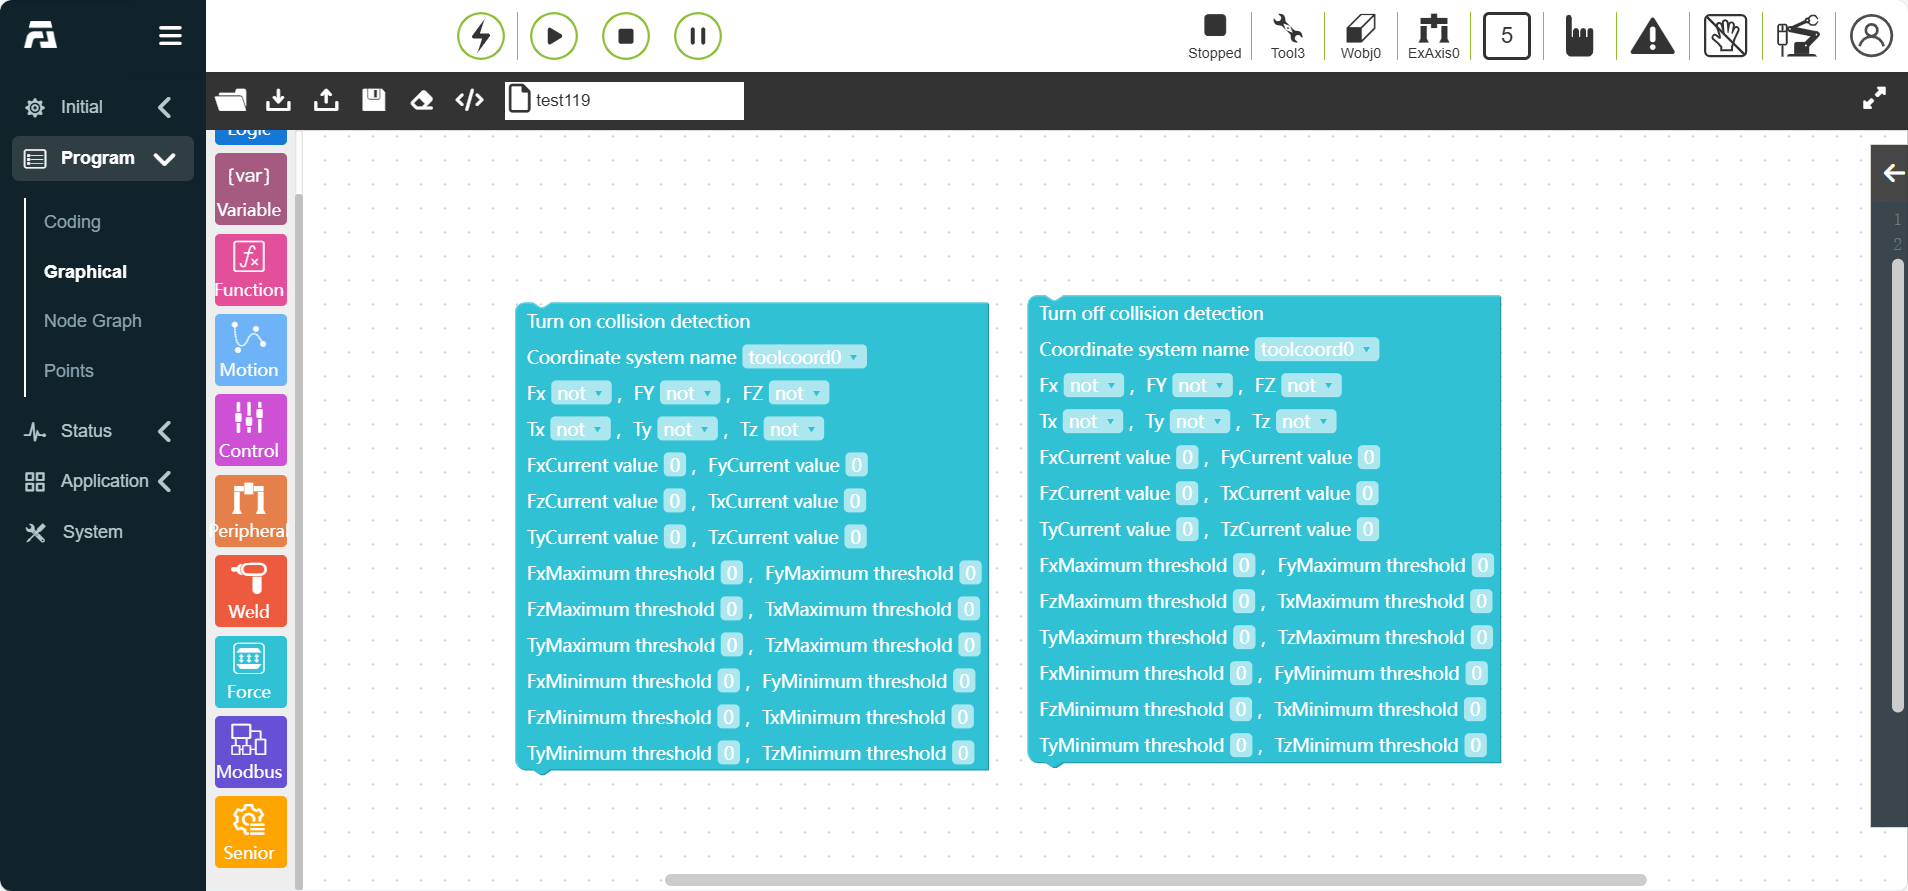 Stopped
Tool3
Wobj0
ExAxis0
5
test119
Initial
Program
Coding
Graphical
Node Graph
Points
Status
Application
System
Logic
{var}
Variable
fx
Function
Motion
Control
Peripheral
Weld
Force
Modbus
Senior
Turn on collision detection
Coordinate system name toolcoord0
Fx not , FY not , FZ not
Tx not , Ty not , Tz not
FxCurrent value 0 , FyCurrent value 0
FzCurrent value 0 , TxCurrent value 0
TyCurrent value 0 , TzCurrent value 0
FxMaximum threshold 0 , FyMaximum threshold 0
FzMaximum threshold 0 , TxMaximum threshold 0
TyMaximum threshold 0 , TzMaximum threshold 0
FxMinimum threshold 0 , FyMinimum threshold 0
FzMinimum threshold 0 , TxMinimum threshold 0
TyMinimum threshold 0 , TzMinimum threshold 0
Turn off collision detection
Coordinate system name toolcoord0
Fx not , FY not , FZ not
Tx not , Ty not , Tz not
FxCurrent value 0 , FyCurrent value 0
FzCurrent value 0 , TxCurrent value 0
TyCurrent value 0 , TzCurrent value 0
FxMaximum threshold 0 , FyMaximum threshold 0
FzMaximum threshold 0 , TxMaximum threshold 0
TyMaximum threshold 0 , TzMaximum threshold 0
FxMinimum threshold 0 , FyMinimum threshold 0
FzMinimum threshold 0 , TxMinimum threshold 0
TyMinimum threshold 0 , TzMinimum threshold 0
1
2